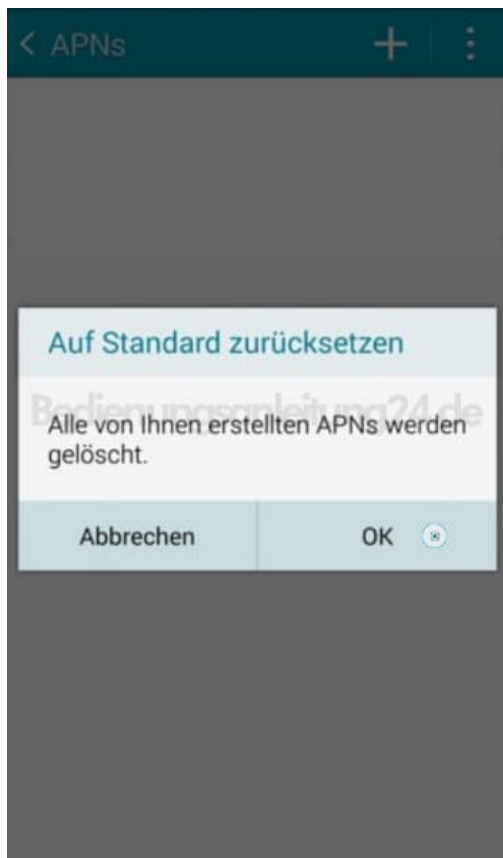 APNs
Auf Standard zurücksetzen
Bedienungsanleitung24.de
Alle von Ihnen erstellten APNs werden
gelöscht.
Abbrechen
OK